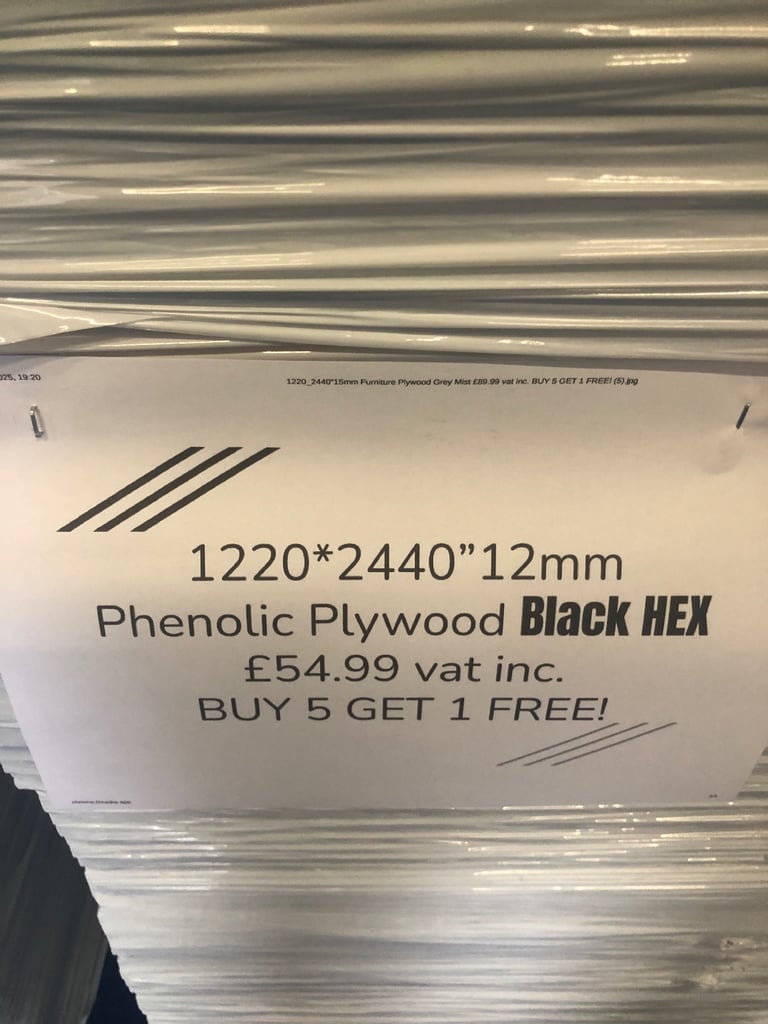 025, 19:20
1220_2440"15mm Furniture Plywood Grey Mist £89.99 vat inc. BUY 5 GET 1 FREE! (5).jpg
1220*2440”12mm
Phenolic Plywood Black HEX
£54.99 vat inc.
BUY 5 GET 1 FREE!